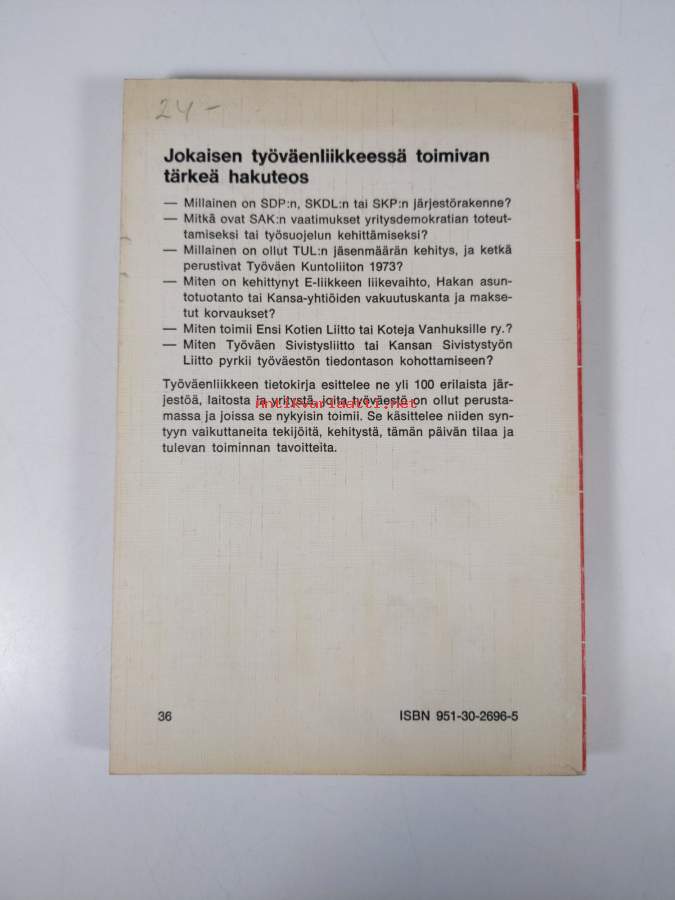 24 –
Jokaisen työväenliikkeessä toimivan
tärkeä hakuteos
— Millainen on SDP:n, SKDL:n tai SKP:n järjestörakenne?
— Mitkä ovat SAK:n vaatimukset yritysdemokratian toteut-
tamiseksi tai työsuojelun kehittämiseksi?
— Millainen on ollut TUL:n jäsenmäärän kehitys, ja ketkä
perustivat Työväen Kuntoliiton 1973?
— Miten on kehittynyt E-liikkeen liikevaihto, Hakan asun-
totuotanto tai Kansa-yhtiöiden vakuutuskanta ja makse-
tut korvaukset?
— Miten toimii Ensi Kotien Liitto tai Koteja Vanhuksille ry.?
— Miten Työväen Sivistysliitto tai Kansan Sivistystyön
Liitto pyrkii työväestön tiedontason kohottamiseen?
Työväenliikkeen tietokirja esittelee ne yli 100 erilaista jär-
jestöä, laitosta ja yritystä, joita työväestö on ollut perusta-
Antikvariaatti.net
massa ja joissa se nykyisin toimii. Se käsittelee niiden syn-
tyyn vaikuttaneita tekijöitä, kehitystä, tämän päivän tilaa ja
tulevan toiminnan tavoitteita.
36
ISBN 951-30-2696-5